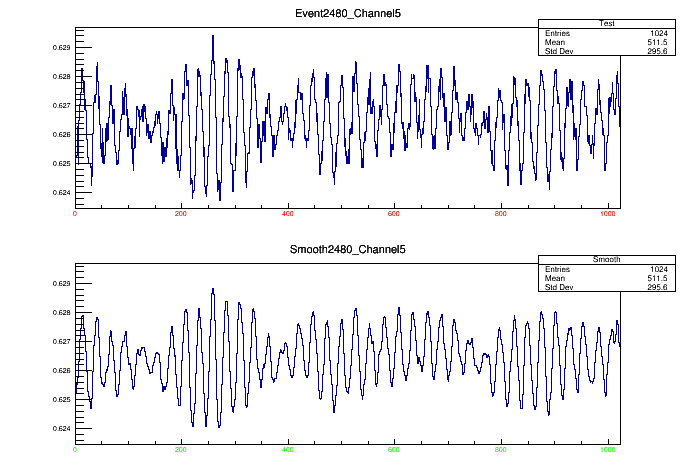 Event2480_Channel5
Test
Entries 1024
Mean 511.5
Std Dev 295.6
0.629
0.628
0.627
0.626
0.625
0.624
0 200 400 600 800 1000
Smooth2480_Channel5
Smooth
Entries 1024
Mean 511.5
Std Dev 295.6
0.629
0.628
0.627
0.626
0.625
0.624
0 200 400 600 800 1000